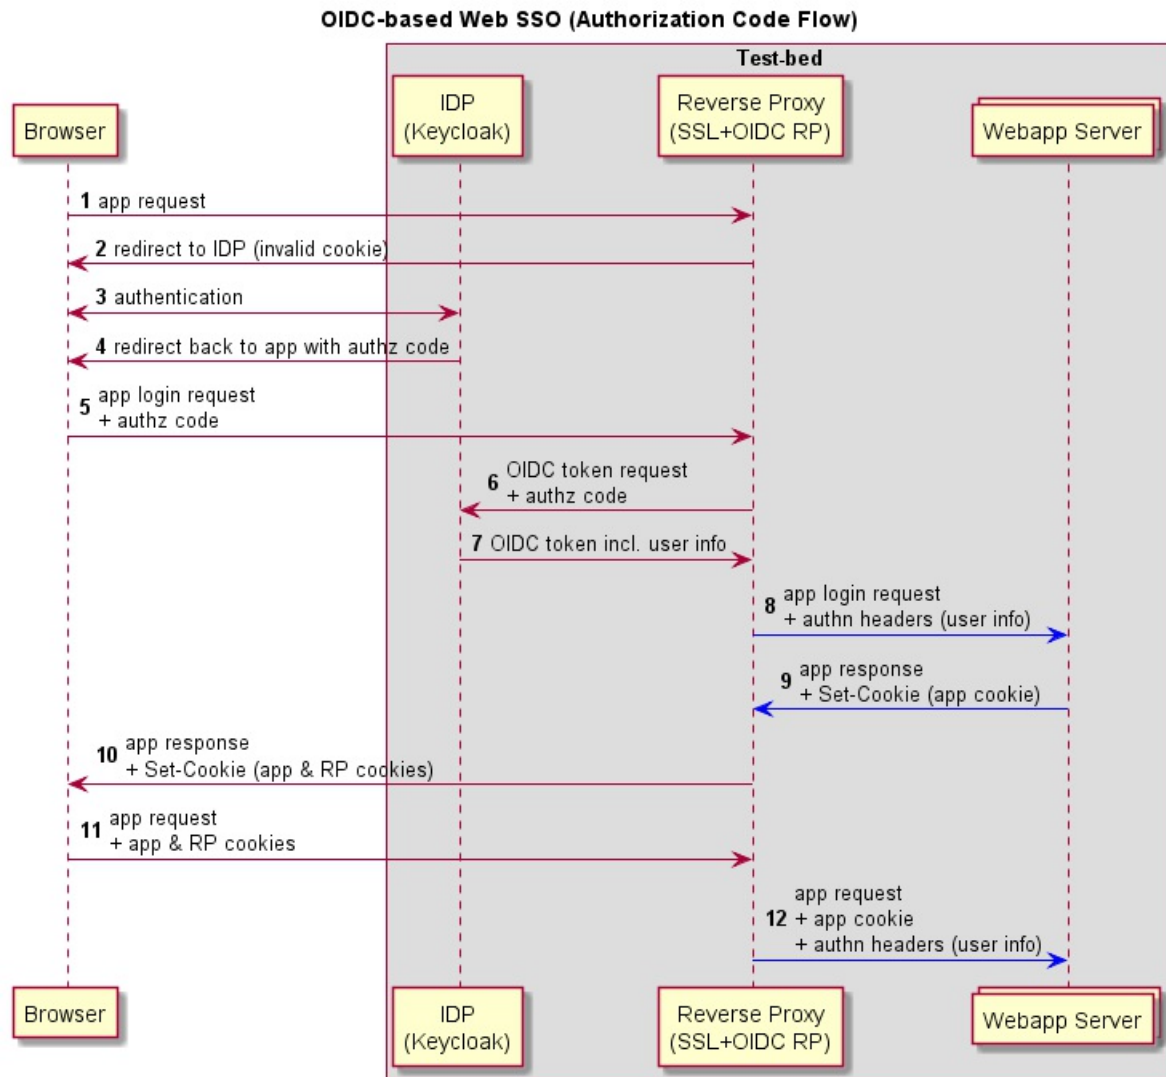 OIDC-based Web SSO (Authorization Code Flow)
Test-bed
Browser
IDP
(Keycloak)
Reverse Proxy
(SSL+OIDC RP)
Webapp Server
1 app request
2 redirect to IDP (invalid cookie)
3 authentication
4 redirect back to app with authz code
5 app login request
+ authz code
6 OIDC token request
+ authz code
7 OIDC token incl. user info
8 app login request
+ authn headers (user info)
9 app response
+ Set-Cookie (app cookie)
10 app response
+ Set-Cookie (app & RP cookies)
11 app request
+ app & RP cookies
12 app request
+ app cookie
+ authn headers (user info)
Browser
IDP
(Keycloak)
Reverse Proxy
(SSL+OIDC RP)
Webapp Server